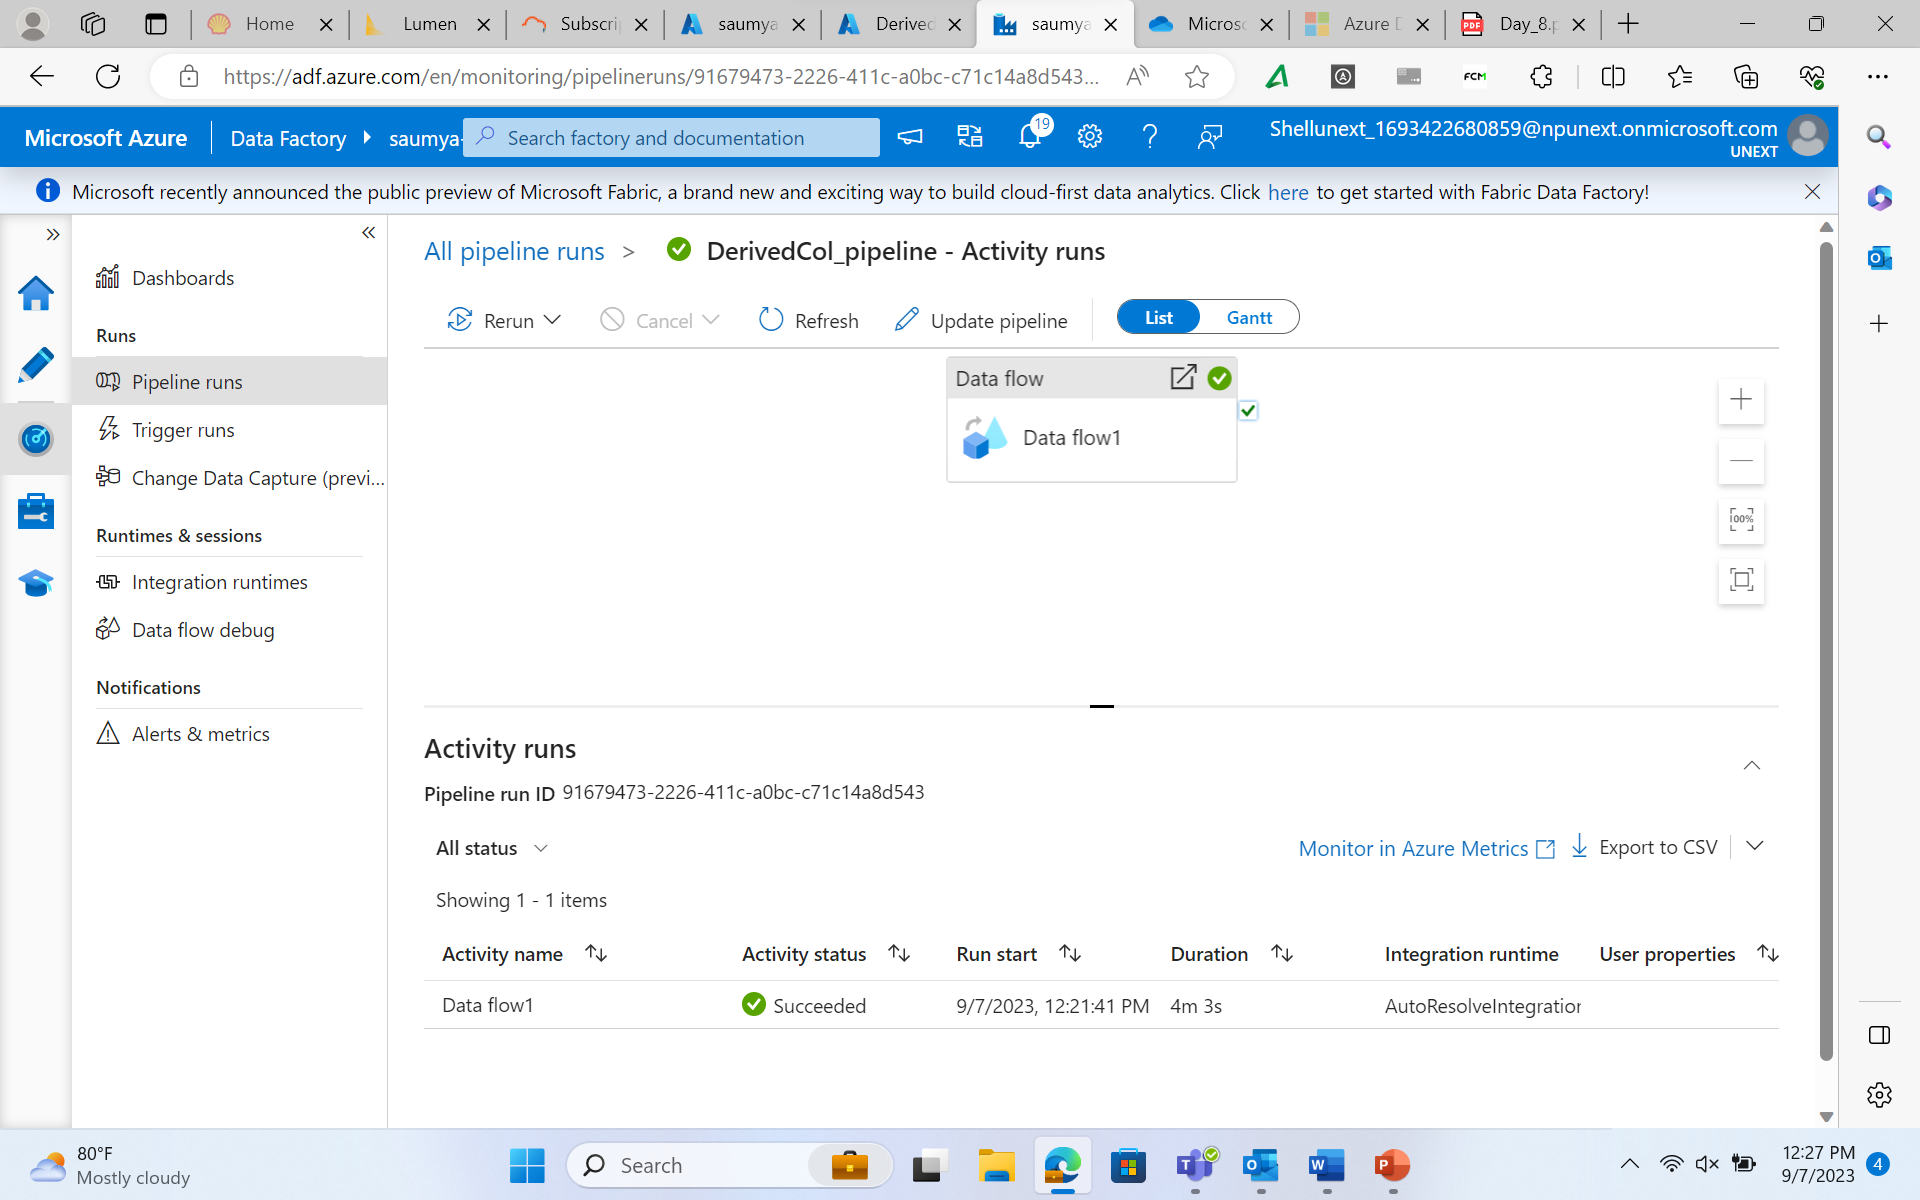 Home
Lumen
Subscri
saumya
Derived
saumya
Microso
Azure D
PDF
Day_8.p
https://adf.azure.com/en/monitoring/pipelineruns/91679473-2226-411c-a0bc-c71c14a8d543...
FCM
Microsoft Azure
Data Factory
saumya-
Search factory and documentation
19
Shellunext_1693422680859@npunext.onmicrosoft.com
UNEXT
Microsoft recently announced the public preview of Microsoft Fabric, a brand new and exciting way to build cloud-first data analytics. Click here to get started with Fabric Data Factory!
Dashboards
Runs
Pipeline runs
Trigger runs
Change Data Capture (previ...
Runtimes & sessions
Integration runtimes
Data flow debug
Notifications
Alerts & metrics
All pipeline runs > DerivedCol_pipeline - Activity runs
Rerun
Cancel
Refresh
Update pipeline
List
Gantt
Data flow
Data flow1
100%
Activity runs
Pipeline run ID 91679473-2226-411c-a0bc-c71c14a8d543
All status
Monitor in Azure Metrics
Export to CSV
Showing 1 - 1 items
Activity name Activity status Run start Duration Integration runtime User properties
Data flow1 Succeeded 9/7/2023, 12:21:41 PM 4m 3s AutoResolveIntegration
80°F
Mostly cloudy
Search
12:27 PM
9/7/2023
4